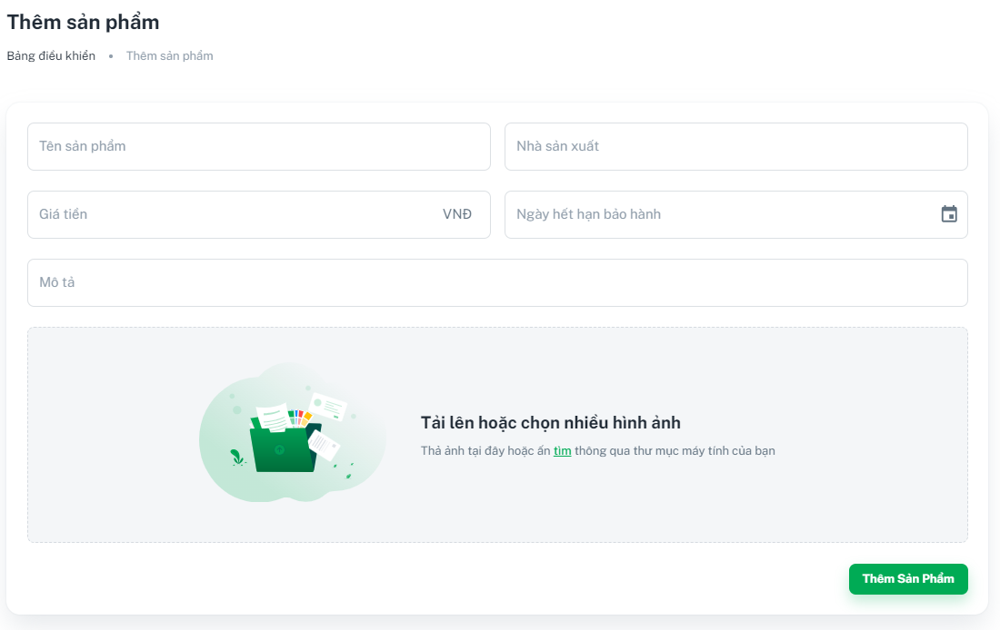 Thêm sản phẩm
Bảng điều khiển • Thêm sản phẩm
Tên sản phẩm
Nhà sản xuất
Giá tiền VNĐ
Ngày hết hạn bảo hành
Mô tả
Tải lên hoặc chọn nhiều hình ảnh
Thả ảnh tại đây hoặc ấn tìm thông qua thư mục máy tính của bạn
Thêm Sản Phẩm